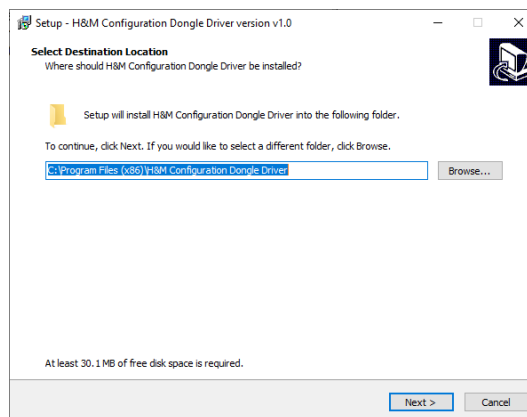 Setup - H&M Configuration Dongle Driver version v1.0
Select Destination Location
Where should H&M Configuration Dongle Driver be installed?
Setup will install H&M Configuration Dongle Driver into the following folder.
To continue, click Next. If you would like to select a different folder, click Browse.
C:\Program Files (x86)\H&M Configuration Dongle Driver
Browse...
At least 30.1 MB of free disk space is required.
Next >
Cancel